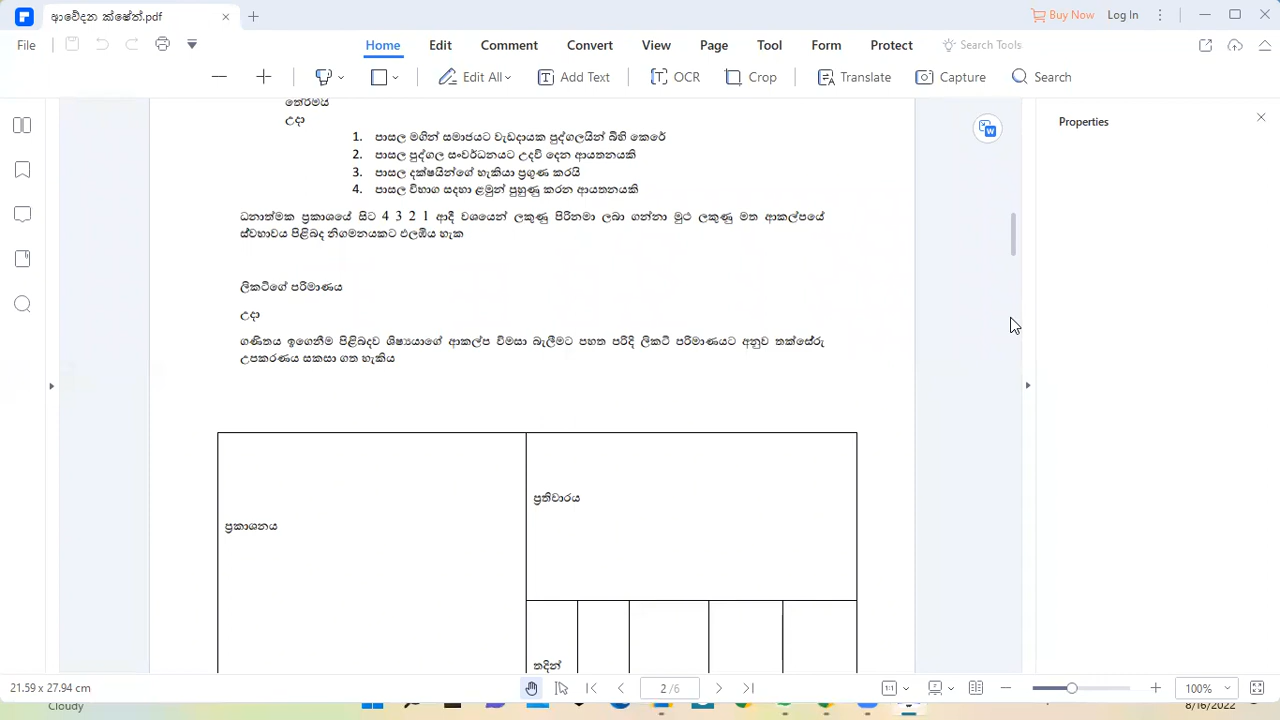 ආවේදන ක්ෂේත්‍ර.pdf
Buy Now
Log In
File
Home
Edit
Comment
Convert
View
Page
Tool
Form
Protect
Search Tools
Edit All
Add Text
OCR
Crop
Translate
Capture
Search
Properties
තේරීමය
උදා
1. පාසල මගින් සමාජයට වැඩදායක පුද්ගලයින් බිහි කෙරේ
2. පාසල පුද්ගල සංවර්ධනයට උදව් දෙන ආයතනයකි
3. පාසල දක්ෂයින්ගේ හැකියා ප්‍රගුණ කරයි
4. පාසල විභාග සදහා ළමුන් පුහුණු කරන ආයතනයකි
ධනාත්මක ප්‍රකාශයේ සිට 4 3 2 1 ආදී වශයෙන් ලකුණු පිරිනමා ලබා ගන්නා මුථ ලකුණු මත ආකල්පයේ
ස්වභාවය පිළිබද නිගමනයකට එලඹීය හැක
ලිකට්ගේ පරිමාණය
උදා
ගණිතය ඉගෙනීම පිළිබදව ශිෂ්‍යයාගේ ආකල්ප විමසා බැලීමට පහත පරිදි ලිකට් පරිමාණයට අනුව තක්සේරු
උපකරණය සකසා ගත හැකිය
ප්‍රතිචාරය
ප්‍රකාශනය
තදින්
21.59 x 27.94 cm
2 /6
100%
Cloudy
8/16/2022